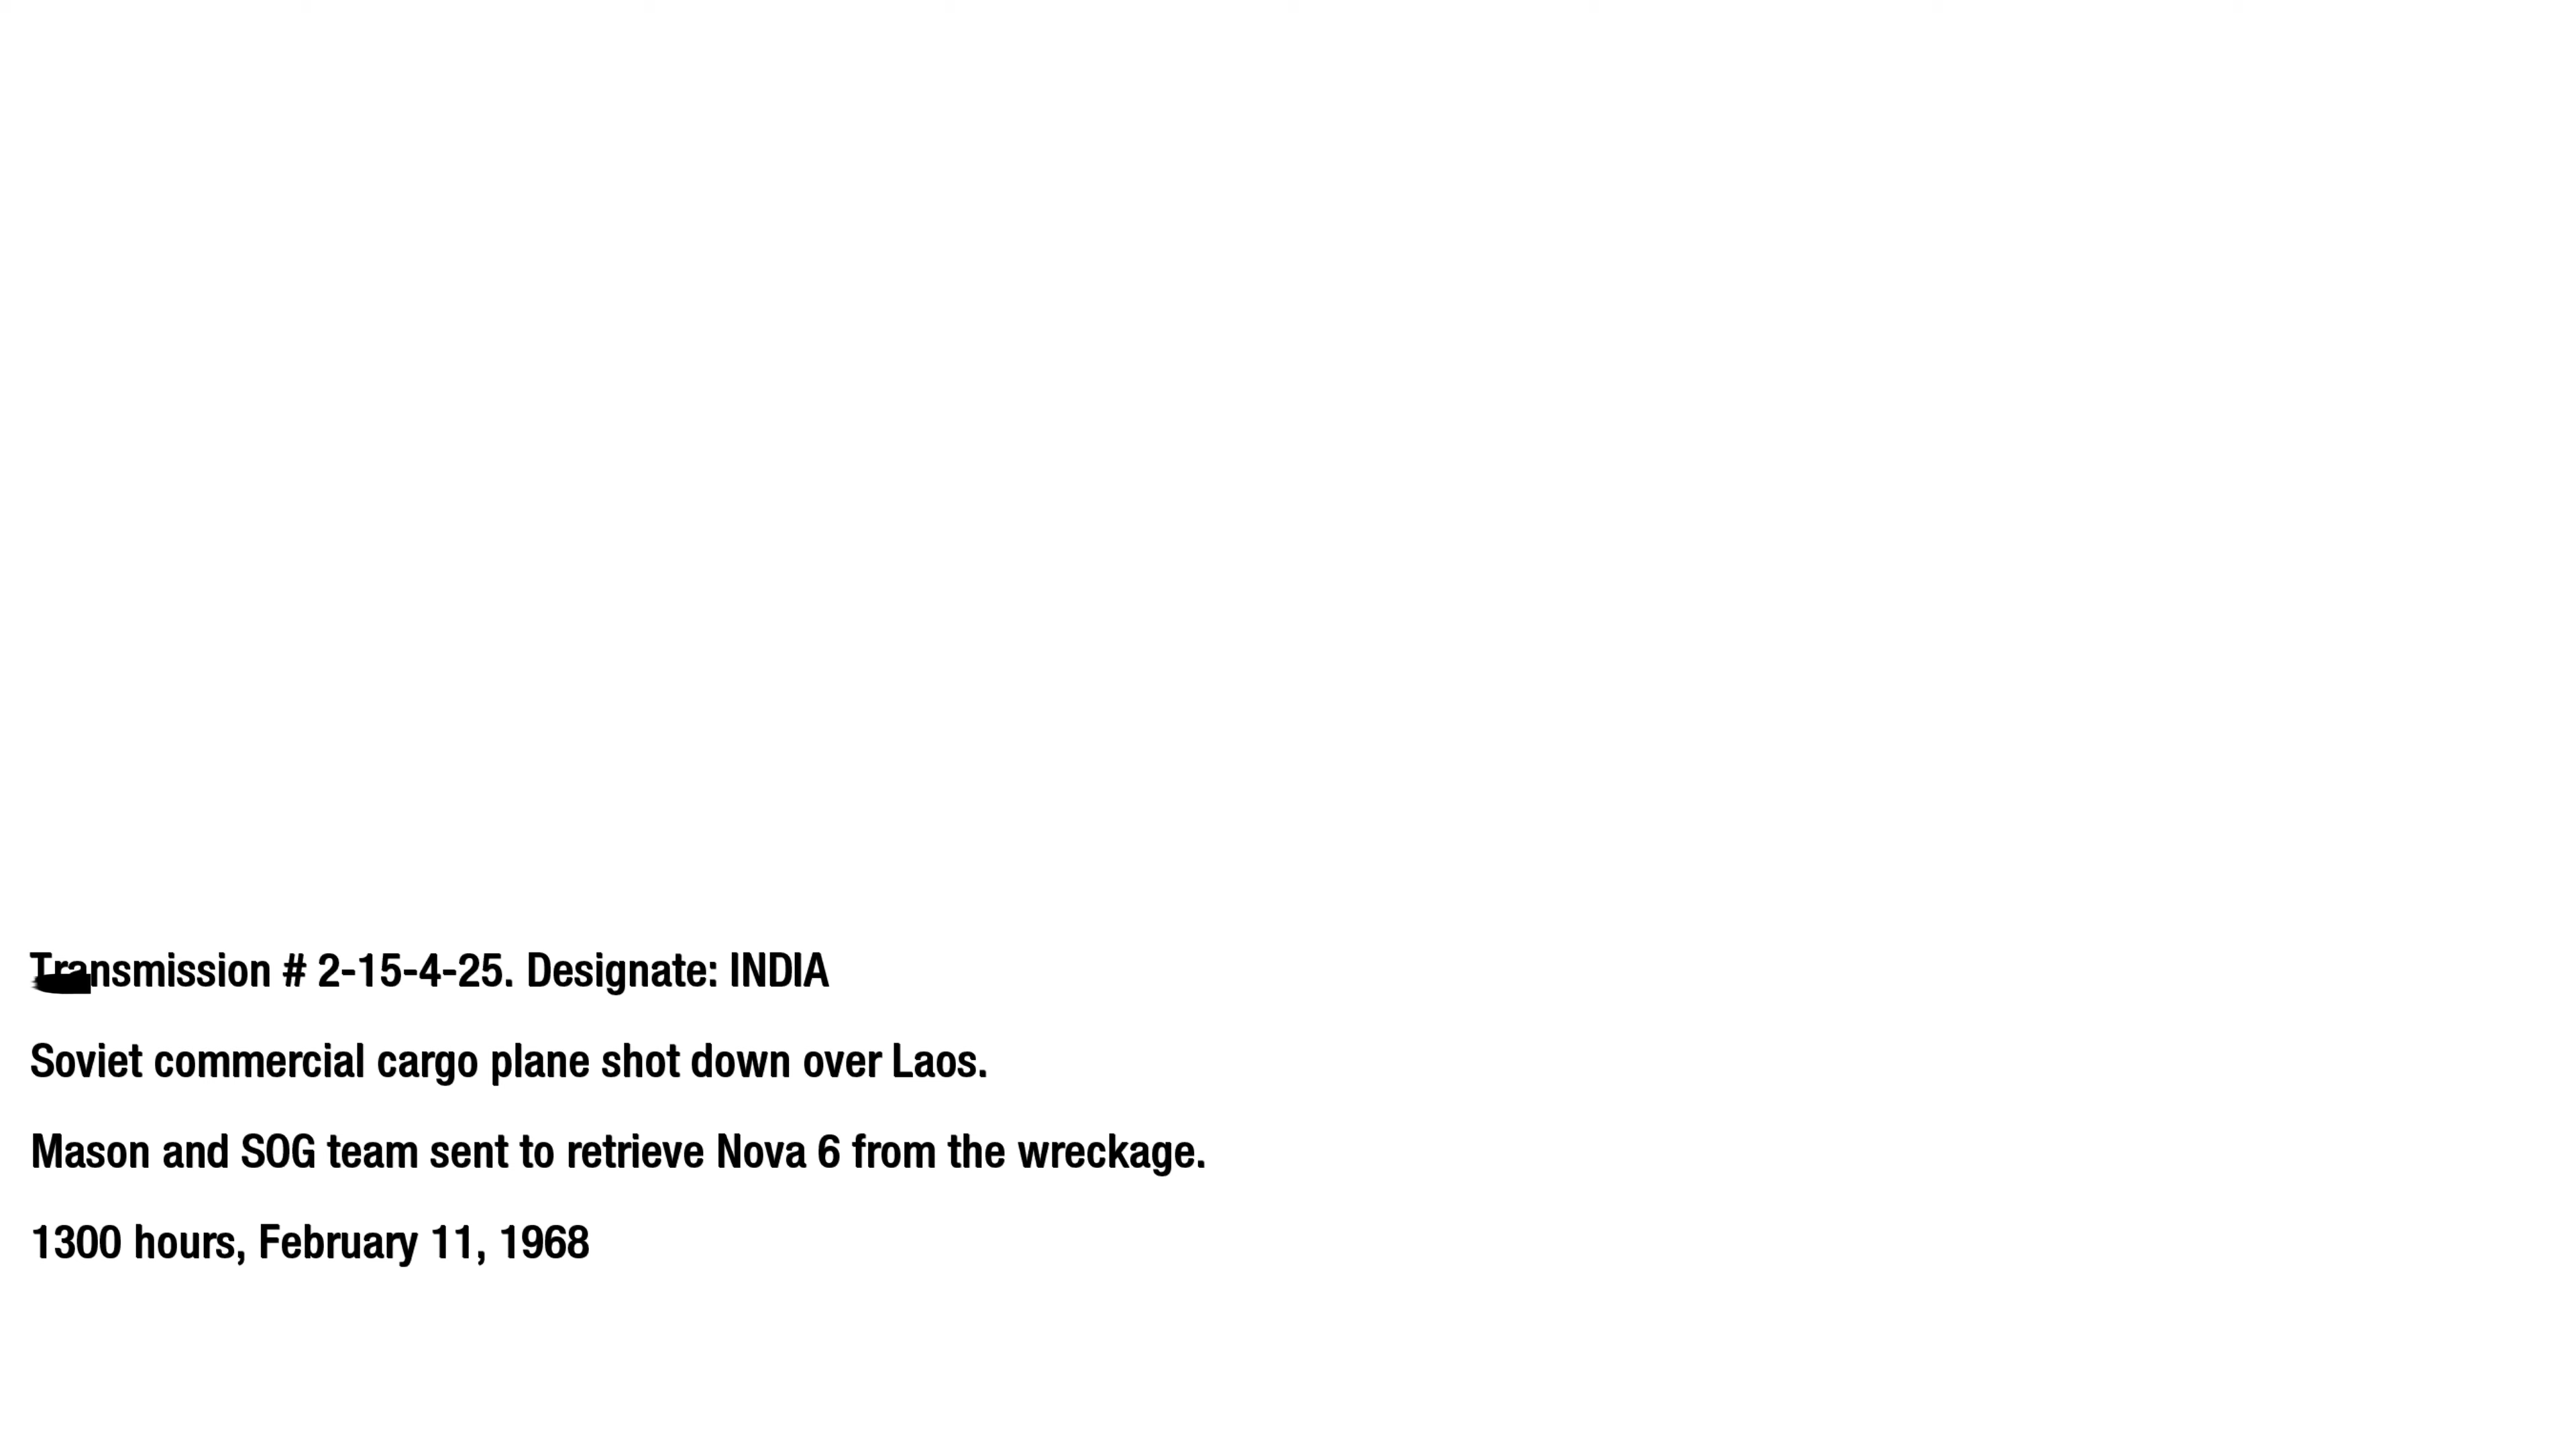 Transmission # 2-15-4-25. Designate: INDIA
Soviet commercial cargo plane shot down over Laos.
Mason and SOG team sent to retrieve Nova 6 from the wreckage.
1300 hours, February 11, 1968